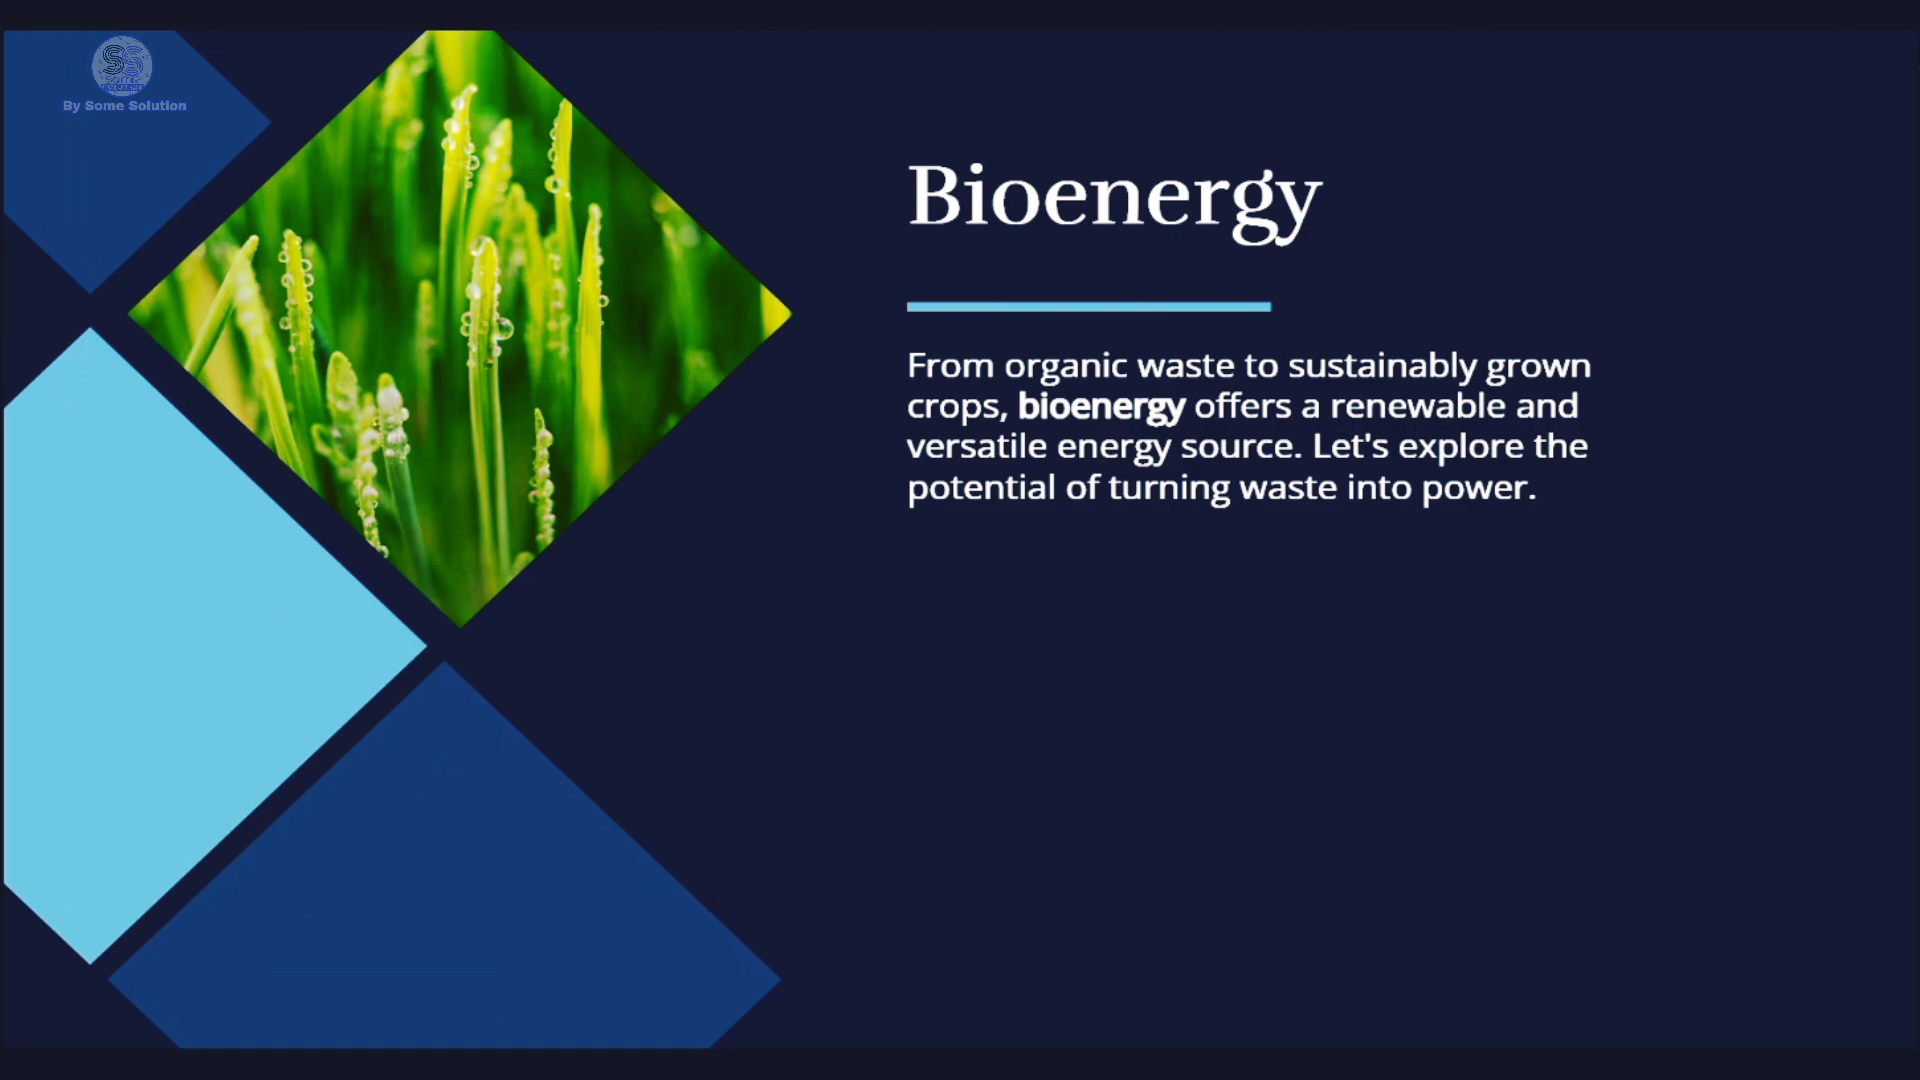 SS
By Some Solution
Bioenergy
From organic waste to sustainably grown
crops, bioenergy offers a renewable and
versatile energy source. Let's explore the
potential of turning waste into power.